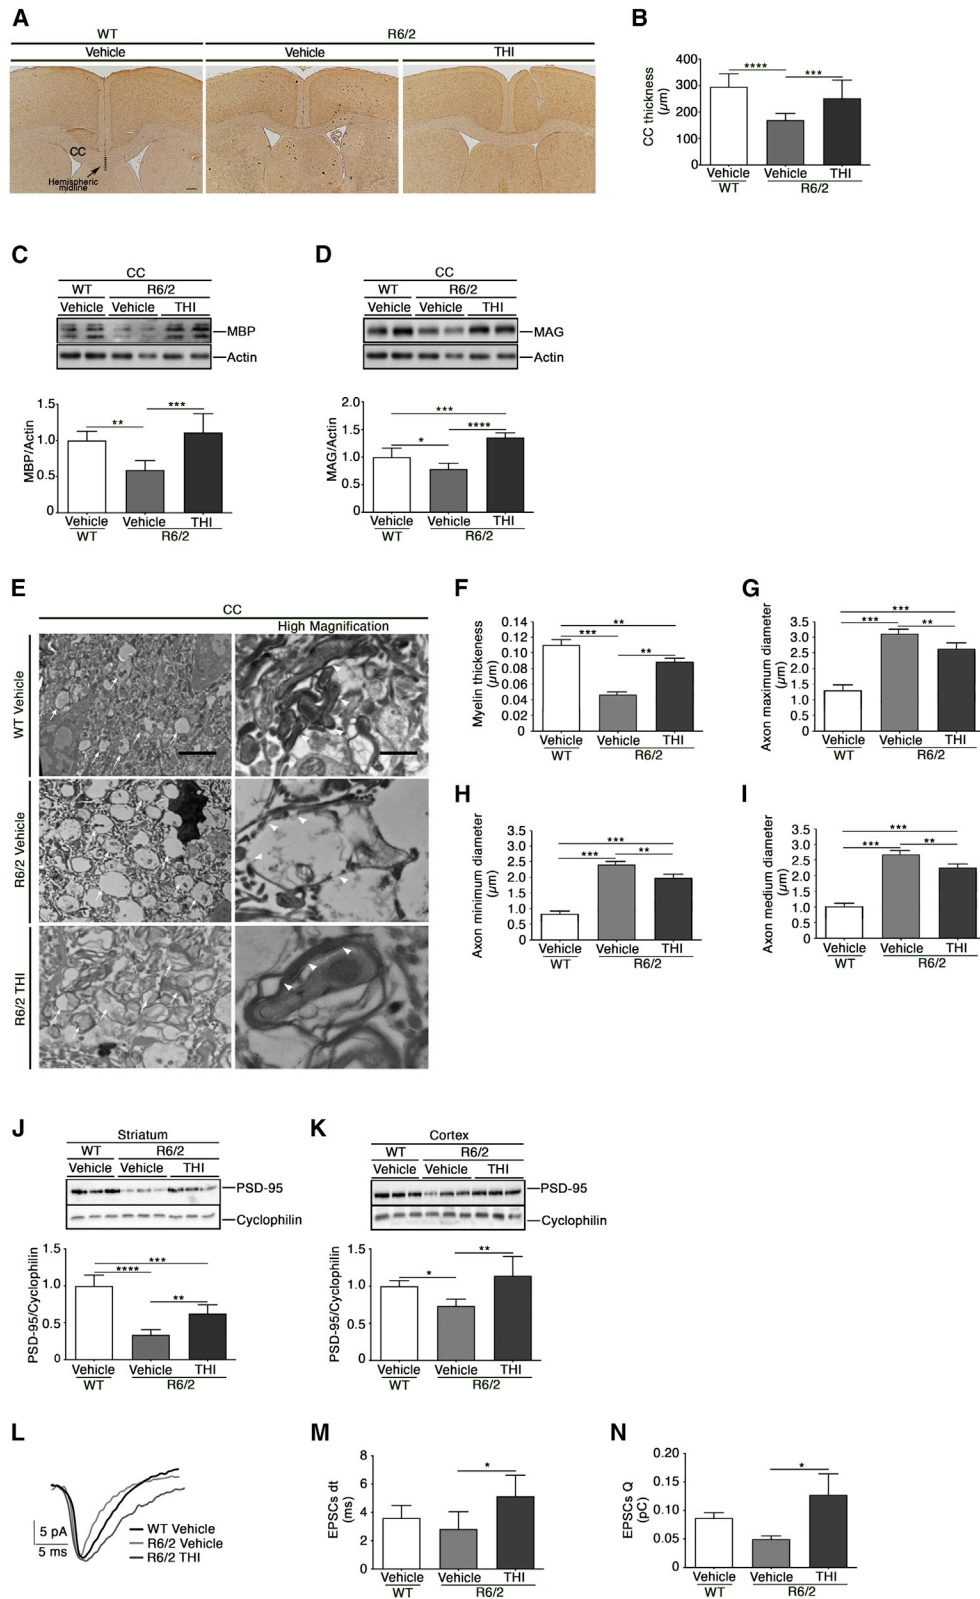 A
WT
R6/2
Vehicle
Vehicle
THI
CC
Hemispheric
midline
B
CC thickness
(µm)
400
300
200
100
0
****
***
Vehicle
Vehicle
THI
WT
R6/2
C
CC
WT
R6/2
Vehicle
Vehicle
THI
MBP
Actin
MBP/Actin
1.5
1.0
0.5
0
**
***
Vehicle
Vehicle
THI
WT
R6/2
D
CC
WT
R6/2
Vehicle
Vehicle
THI
MAG
Actin
MAG/Actin
2.0
1.5
1.0
0.5
0
***
****
*
Vehicle
Vehicle
THI
WT
R6/2
E
CC
High Magnification
WT Vehicle
R6/2 Vehicle
R6/2 THI
F
Myelin thickeness
(µm)
0.14
0.12
0.10
0.08
0.06
0.04
0.02
0
**
***
**
Vehicle
Vehicle
THI
WT
R6/2
G
Axon maximum diameter
(µm)
3.5
3.0
2.5
2.0
1.5
1.0
0.5
0
***
***
**
Vehicle
Vehicle
THI
WT
R6/2
H
Axon minimum diameter
(µm)
3.5
3.0
2.5
2.0
1.5
1.0
0.5
0
***
***
**
Vehicle
Vehicle
THI
WT
R6/2
I
Axon medium diameter
(µm)
3.5
3.0
2.5
2.0
1.5
1.0
0.5
0
***
***
**
Vehicle
Vehicle
THI
WT
R6/2
J
Striatum
WT
R6/2
Vehicle
Vehicle
THI
PSD-95
Cyclophilin
PSD-95/Cyclophilin
1.5
1.0
0.5
0
***
****
**
Vehicle
Vehicle
THI
WT
R6/2
K
Cortex
WT
R6/2
Vehicle
Vehicle
THI
PSD-95
Cyclophilin
PSD-95/Cyclophilin
1.5
1.0
0.5
0
**
*
Vehicle
Vehicle
THI
WT
R6/2
L
5 pA
5 ms
WT Vehicle
R6/2 Vehicle
R6/2 THI
M
EPSCs dt
(ms)
8
6
4
2
0
*
Vehicle
Vehicle
THI
WT
R6/2
N
EPSCs Q
(pC)
0.20
0.15
0.10
0.05
0
*
Vehicle
Vehicle
THI
WT
R6/2